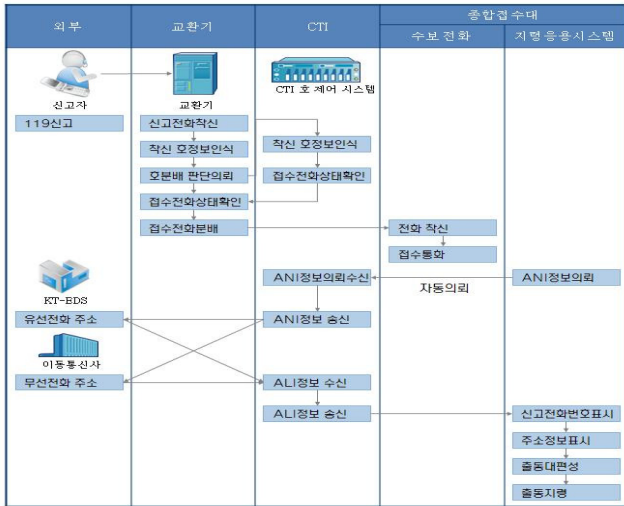 외부 교환기 CTI 종합접수대
수보전화 지령응용시스템
신고자 교환기 CTI 호 제어 시스템
119신고 신고전화착신
착신 호정보인식 착신 호정보인식
호분배 판단의뢰 접수전화상태확인
접수전화상태확인
접수전화분배 전화 착신
접수통화
KT-EDS ANI정보의뢰수신 자동의뢰 ANI정보의뢰
유선전화 주소 ANI정보 송신
이동통신사
무선전화 주소 ALI정보 수신
ALI정보 송신 신고전화번호표시
주소정보표시
출동대편성
출동지령